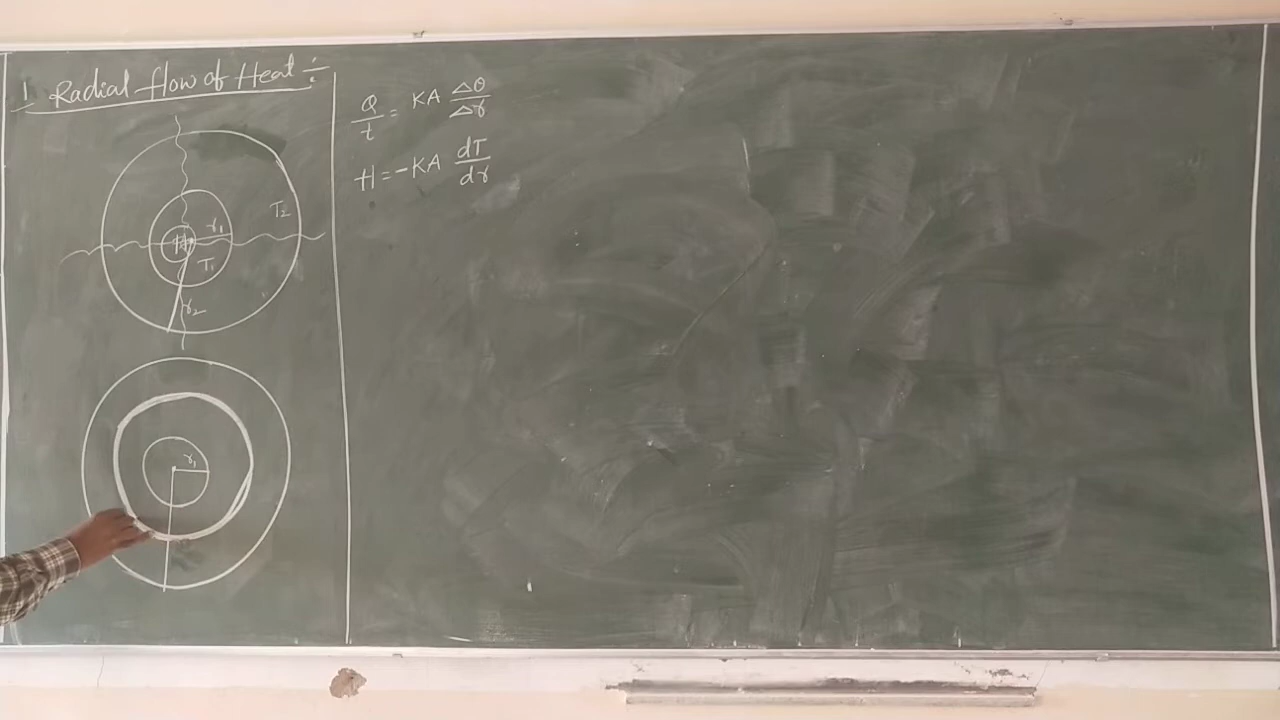 1 Radial flow of Heat :-
Q/t = KA Δθ/Δr
H = -KA dT/dr
T2
r1
T1
r2
r1